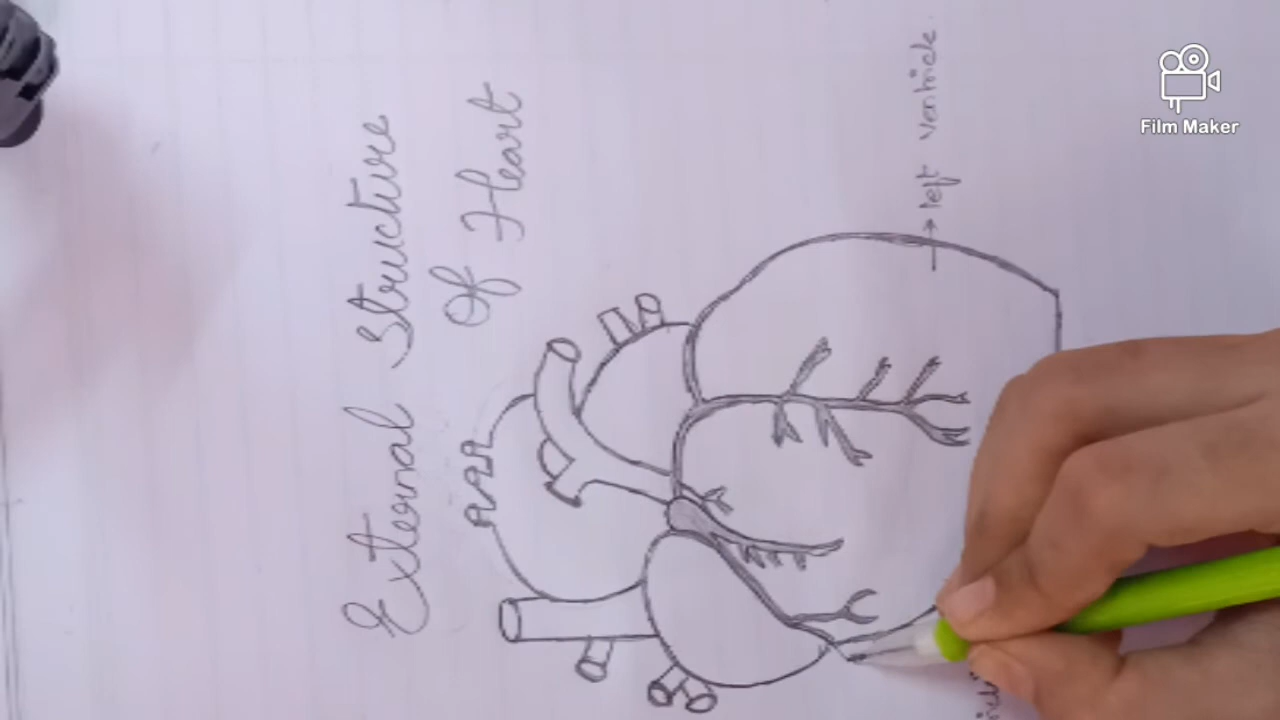 External Structure
Of Heart
left ventricle.
Film Maker